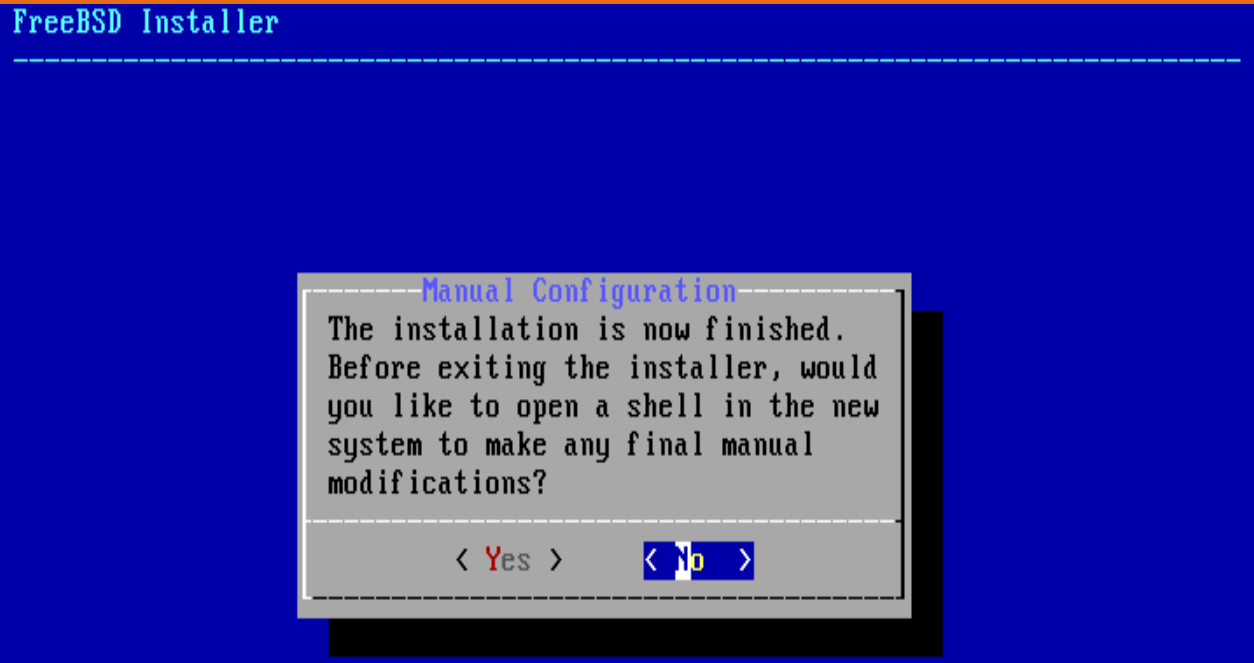 FreeBSD Installer
Manual Configuration
The installation is now finished.
Before exiting the installer, would
you like to open a shell in the new
system to make any final manual
modifications?
< Yes > < No >